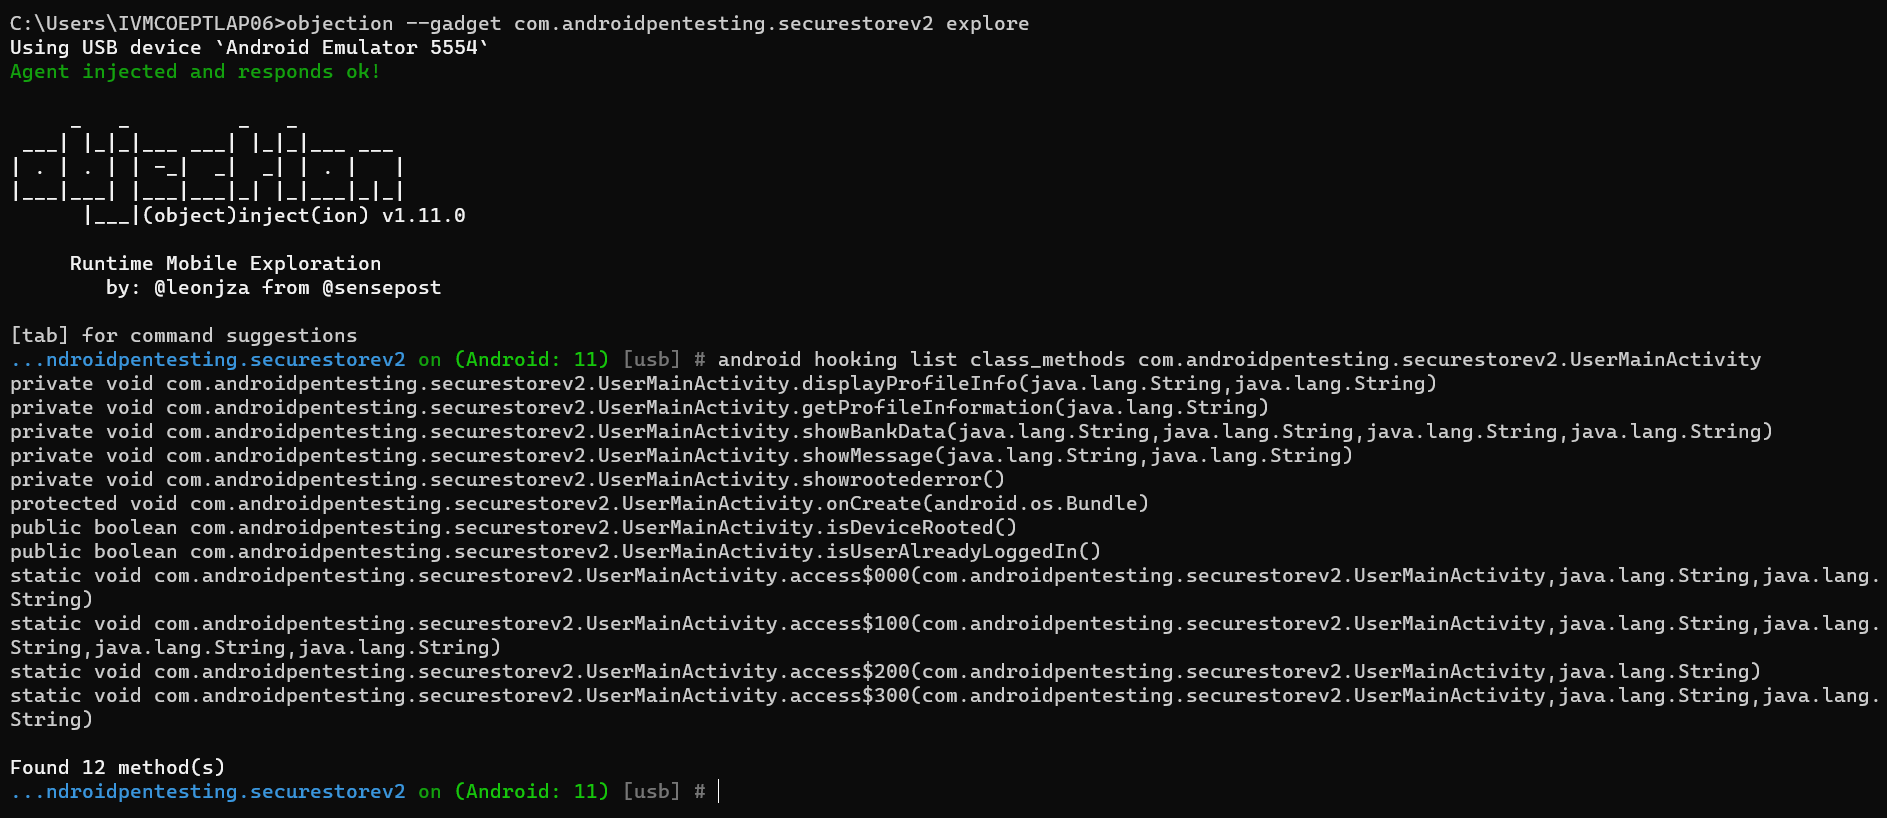 C:\Users\IVMCOEPTLAP06>objection --gadget com.androidpentesting.securestorev2 explore
Using USB device `Android Emulator 5554`
Agent injected and responds ok!
     _   _         _   _
 ___| |_|_|___ ___| |_|_|___ ___
| . | . | | -_|  _|  _| | . |   |
|___|___| |___|___|_| |_|___|_|_|
      |___|(object)inject(ion) v1.11.0
     Runtime Mobile Exploration
        by: @leonjza from @sensepost
[tab] for command suggestions
...ndroidpentesting.securestorev2 on (Android: 11) [usb] # android hooking list class_methods com.androidpentesting.securestorev2.UserMainActivity
private void com.androidpentesting.securestorev2.UserMainActivity.displayProfileInfo(java.lang.String,java.lang.String)
private void com.androidpentesting.securestorev2.UserMainActivity.getProfileInformation(java.lang.String)
private void com.androidpentesting.securestorev2.UserMainActivity.showBankData(java.lang.String,java.lang.String,java.lang.String,java.lang.String)
private void com.androidpentesting.securestorev2.UserMainActivity.showMessage(java.lang.String,java.lang.String)
private void com.androidpentesting.securestorev2.UserMainActivity.showrootederror()
protected void com.androidpentesting.securestorev2.UserMainActivity.onCreate(android.os.Bundle)
public boolean com.androidpentesting.securestorev2.UserMainActivity.isDeviceRooted()
public boolean com.androidpentesting.securestorev2.UserMainActivity.isUserAlreadyLoggedIn()
static void com.androidpentesting.securestorev2.UserMainActivity.access$000(com.androidpentesting.securestorev2.UserMainActivity,java.lang.String,java.lang.
String)
static void com.androidpentesting.securestorev2.UserMainActivity.access$100(com.androidpentesting.securestorev2.UserMainActivity,java.lang.String,java.lang.
String,java.lang.String,java.lang.String)
static void com.androidpentesting.securestorev2.UserMainActivity.access$200(com.androidpentesting.securestorev2.UserMainActivity,java.lang.String)
static void com.androidpentesting.securestorev2.UserMainActivity.access$300(com.androidpentesting.securestorev2.UserMainActivity,java.lang.String,java.lang.
String)
Found 12 method(s)
...ndroidpentesting.securestorev2 on (Android: 11) [usb] #